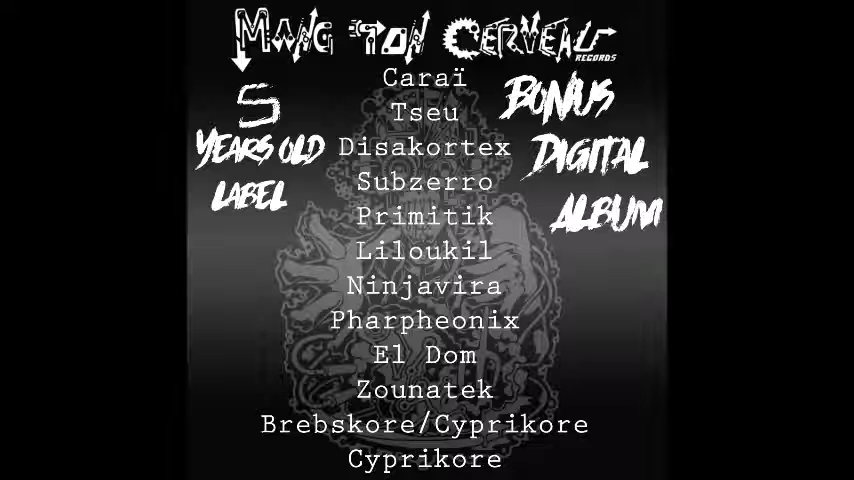 MANG TON CERVEAU
RECORDS
5
YEARS OLD
LABEL
BONUS
DIGITAL
ALBUM
Caraï
Tseu
Disakortex
Subzerro
Primitik
Liloukil
Ninjavira
Pharpheonix
El Dom
Zounatek
Brebskore/Cyprikore
Cyprikore